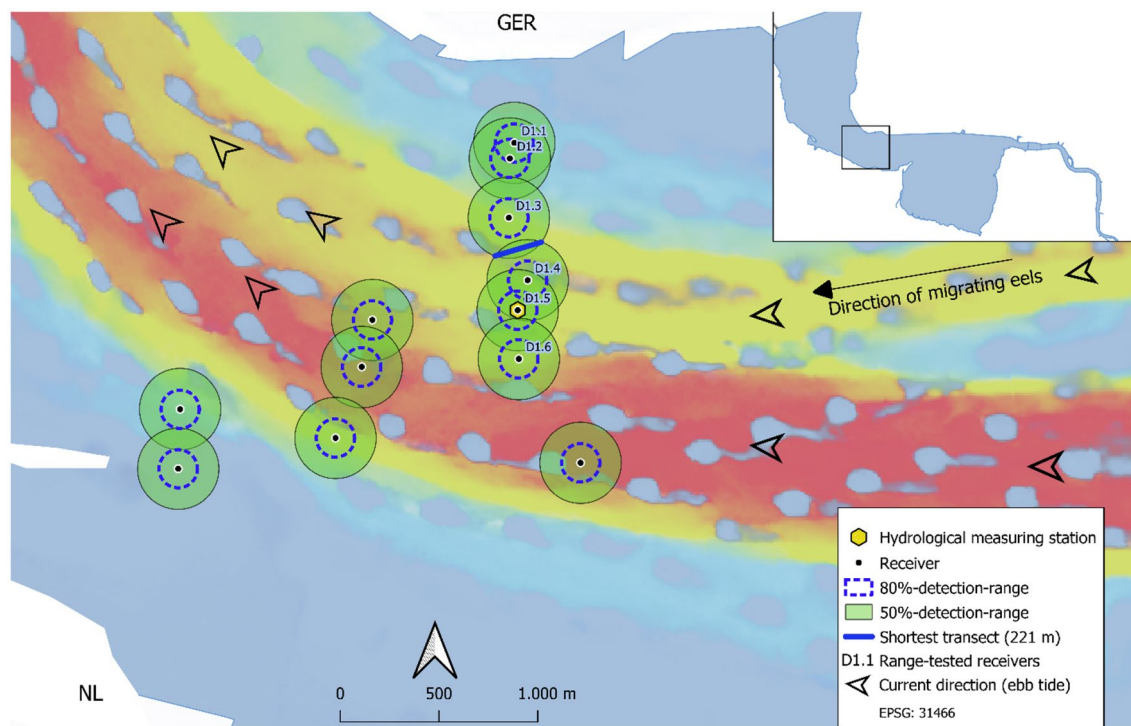 GER
D1.1
D1.2
D1.3
D1.4
D1.5
D1.6
Direction of migrating eels
NL
0 500 1.000 m
Hydrological measuring station
Receiver
80%-detection-range
50%-detection-range
Shortest transect (221 m)
D1.1 Range-tested receivers
Current direction (ebb tide)
EPSG: 31466